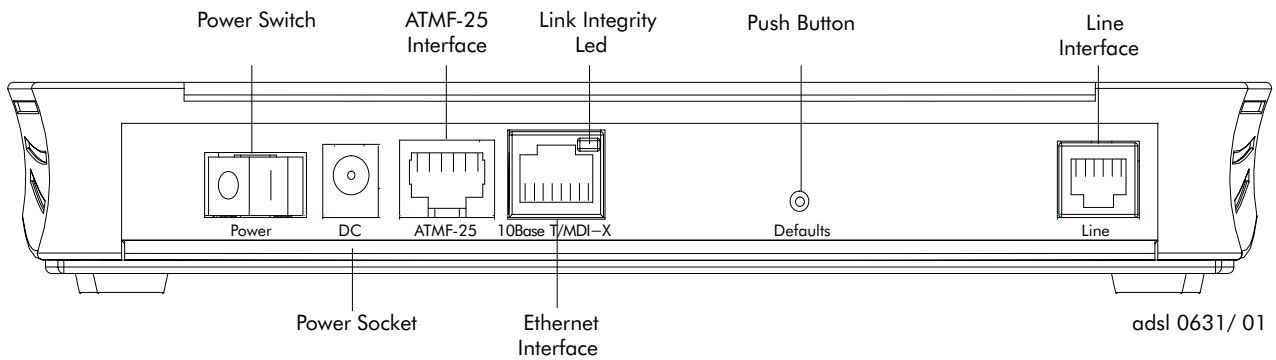 Power Switch
ATMF-25
Interface
Link Integrity
Led
Push Button
Line
Interface
Power
DC
ATMF-25
10Base T/MDI-X
Defaults
Line
Power Socket
Ethernet
Interface
adsl 0631/ 01